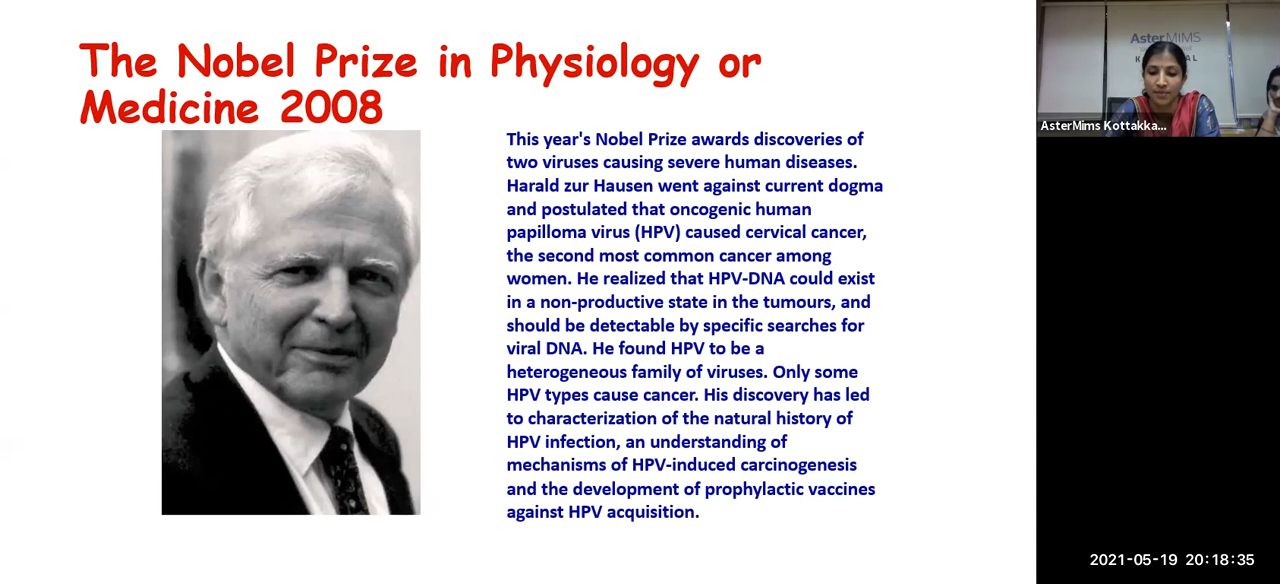 The Nobel Prize in Physiology or
Medicine 2008
This year's Nobel Prize awards discoveries of
two viruses causing severe human diseases.
Harald zur Hausen went against current dogma
and postulated that oncogenic human
papilloma virus (HPV) caused cervical cancer,
the second most common cancer among
women. He realized that HPV-DNA could exist
in a non-productive state in the tumours, and
should be detectable by specific searches for
viral DNA. He found HPV to be a
heterogeneous family of viruses. Only some
HPV types cause cancer. His discovery has led
to characterization of the natural history of
HPV infection, an understanding of
mechanisms of HPV-induced carcinogenesis
and the development of prophylactic vaccines
against HPV acquisition.
AsterMIMS
AsterMims Kottakka...
2021-05-19 20:18:35